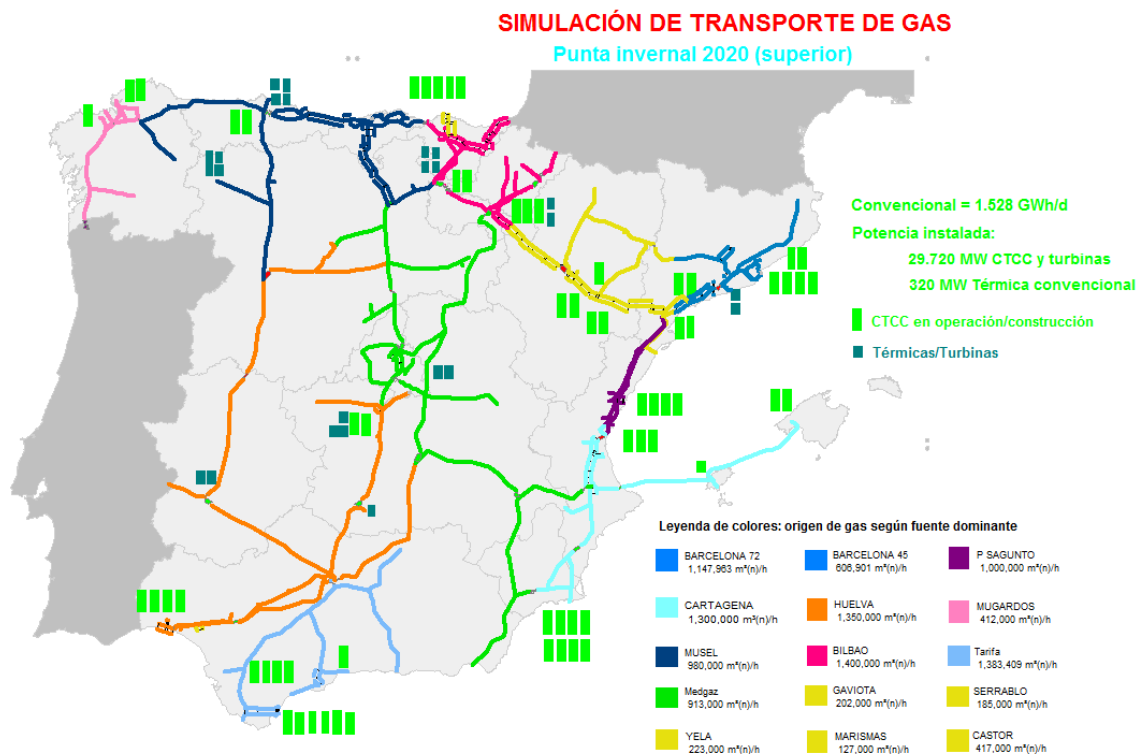 SIMULACIÓN DE TRANSPORTE DE GAS
Punta invernal 2020 (superior)
Convencional = 1.528 GWh/d
Potencia instalada:
29.720 MW CTCC y turbinas
320 MW Térmica convencional
CTCC en operación/construcción
Térmicas/Turbinas
Leyenda de colores: origen de gas según fuente dominante
BARCELONA 72
1,147,963 m³(n)/h
BARCELONA 45
606,901 m³(n)/h
P SAGUNTO
1,000,000 m³(n)/h
CARTAGENA
1,300,000 m³(n)/h
HUELVA
1,350,000 m³(n)/h
MUGARDOS
412,000 m³(n)/h
MUSEL
980,000 m³(n)/h
BILBAO
1,400,000 m³(n)/h
Tarifa
1,383,409 m³(n)/h
Medgaz
913,000 m³(n)/h
GAVIOTA
202,000 m³(n)/h
SERRABLO
185,000 m³(n)/h
YELA
223,000 m³(n)/h
MARISMAS
127,000 m³(n)/h
CASTOR
417,000 m³(n)/h